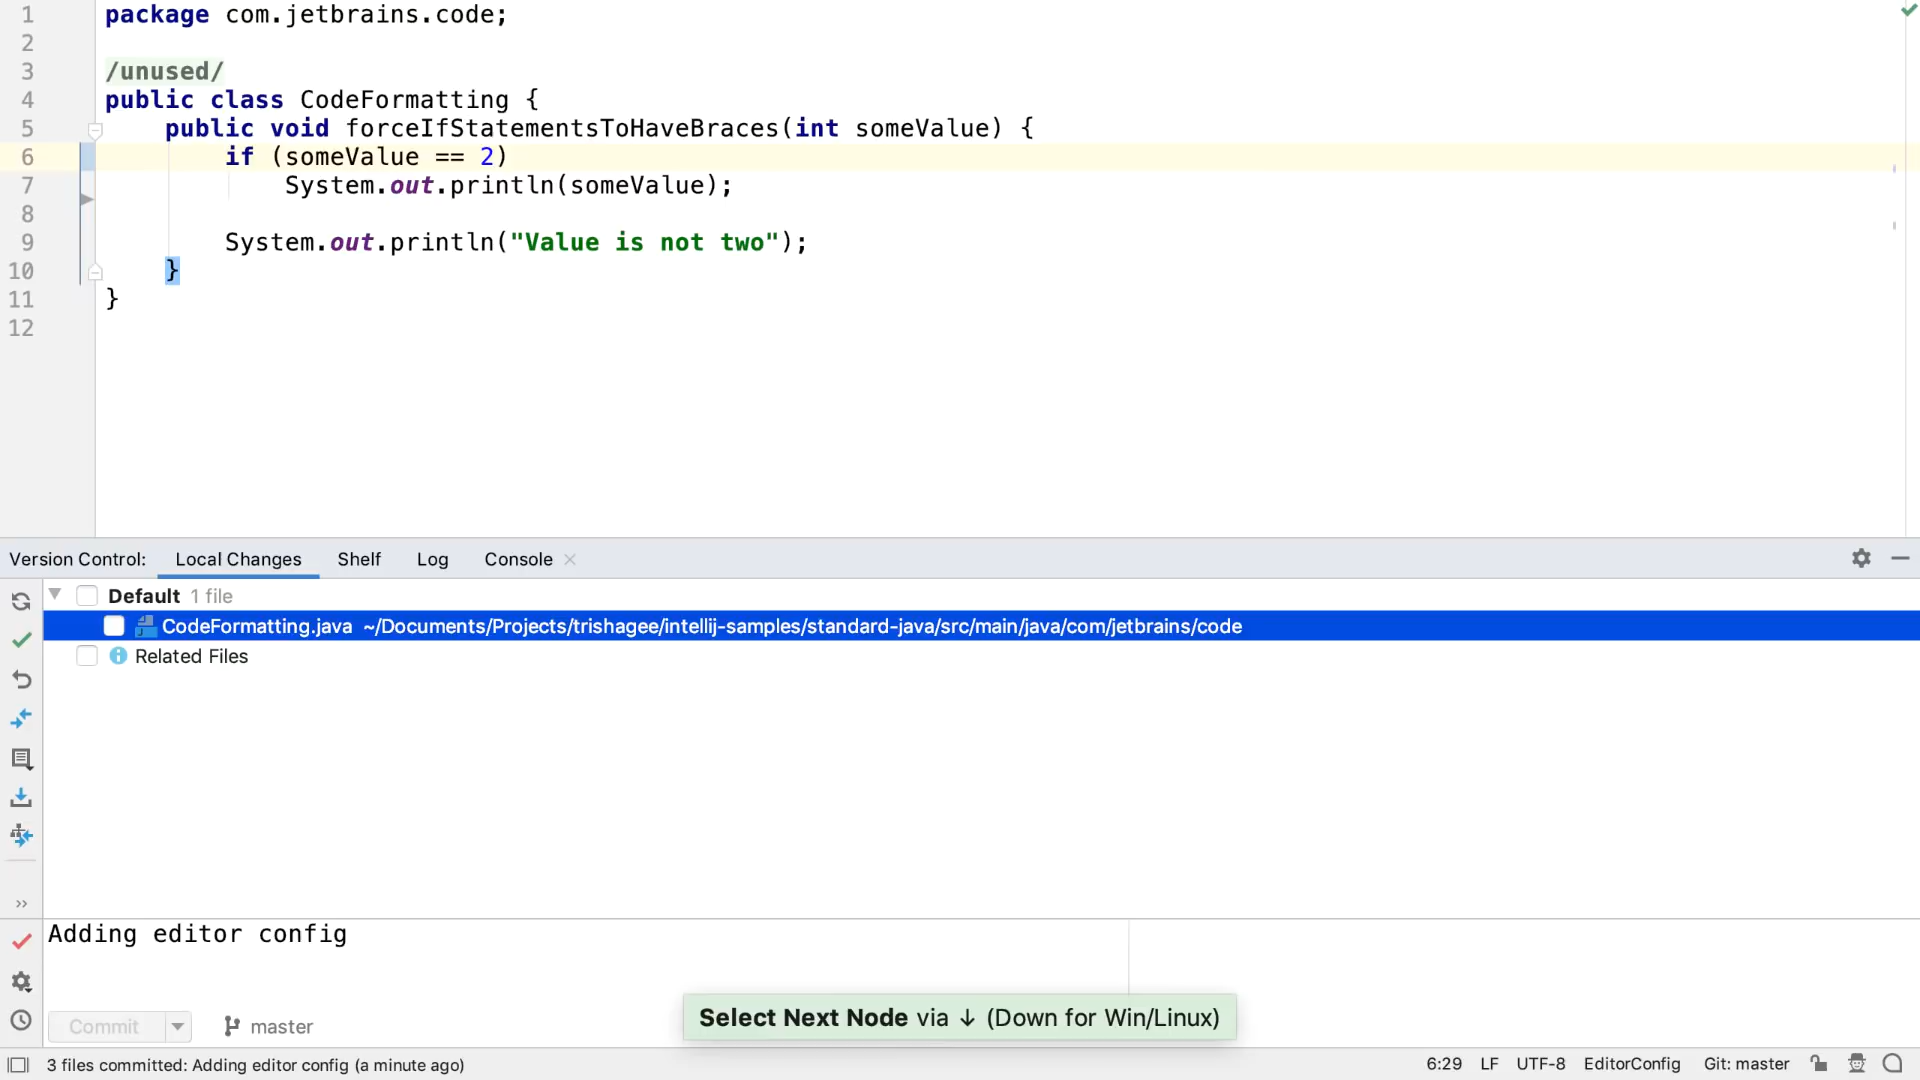 1 package com.jetbrains.code;
2
3 /unused/
4 public class CodeFormatting {
5 public void forceIfStatementsToHaveBraces(int someValue) {
6 if (someValue == 2)
7 System.out.println(someValue);
8
9 System.out.println("Value is not two");
10 }
11 }
12
Version Control: Local Changes Shelf Log Console
Default 1 file
CodeFormatting.java ~/Documents/Projects/trishagee/intellij-samples/standard-java/src/main/java/com/jetbrains/code
Related Files
Adding editor config
Select Next Node via ↓ (Down for Win/Linux)
Commit master
3 files committed: Adding editor config (a minute ago) 6:29 LF UTF-8 EditorConfig Git: master